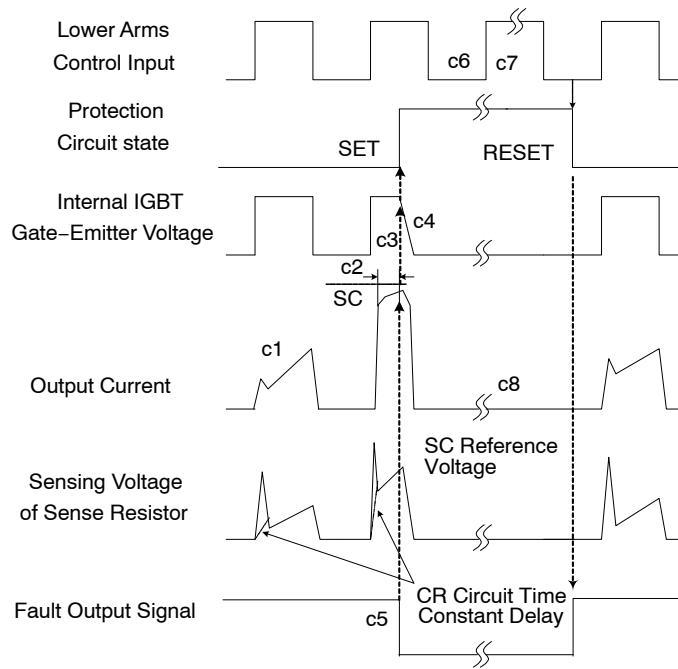 Lower Arms
Control Input
c6
c7
Protection
Circuit state
SET
RESET
Internal IGBT
Gate−Emitter Voltage
c4
c3
c2
SC
c1
Output Current
c8
SC Reference
Voltage
Sensing Voltage
of Sense Resistor
CR Circuit Time
Constant Delay
Fault Output Signal
c5